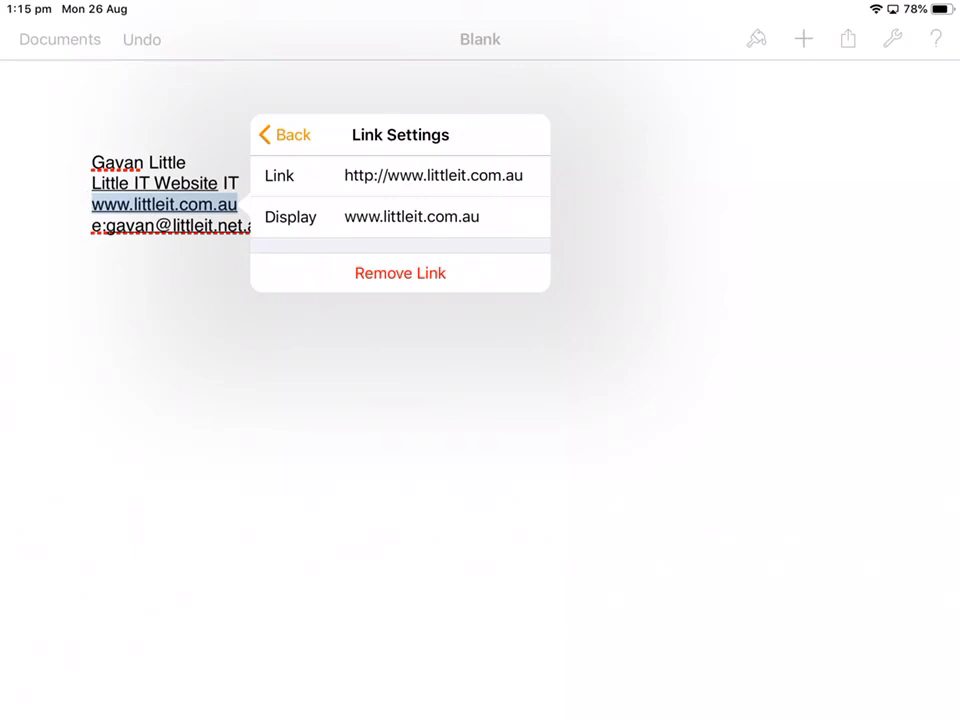 1:15 pm Mon 26 Aug
78%
Documents Undo
Blank
?
Back
Link Settings
Link http://www.littleit.com.au
Display www.littleit.com.au
Remove Link
Gavan Little
Little IT Website IT
www.littleit.com.au
e:gavan@littleit.net.a